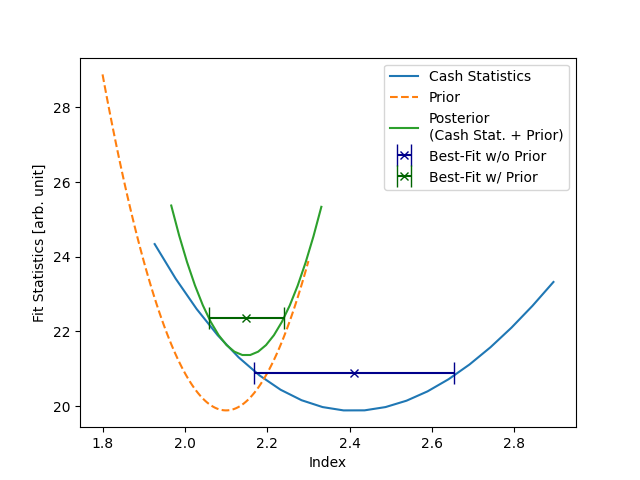 Cash Statistics
Prior
Posterior
(Cash Stat. + Prior)
Best-Fit w/o Prior
Best-Fit w/ Prior
28
26
24
22
20
Fit Statistics [arb. unit]
1.8 2.0 2.2 2.4 2.6 2.8
Index